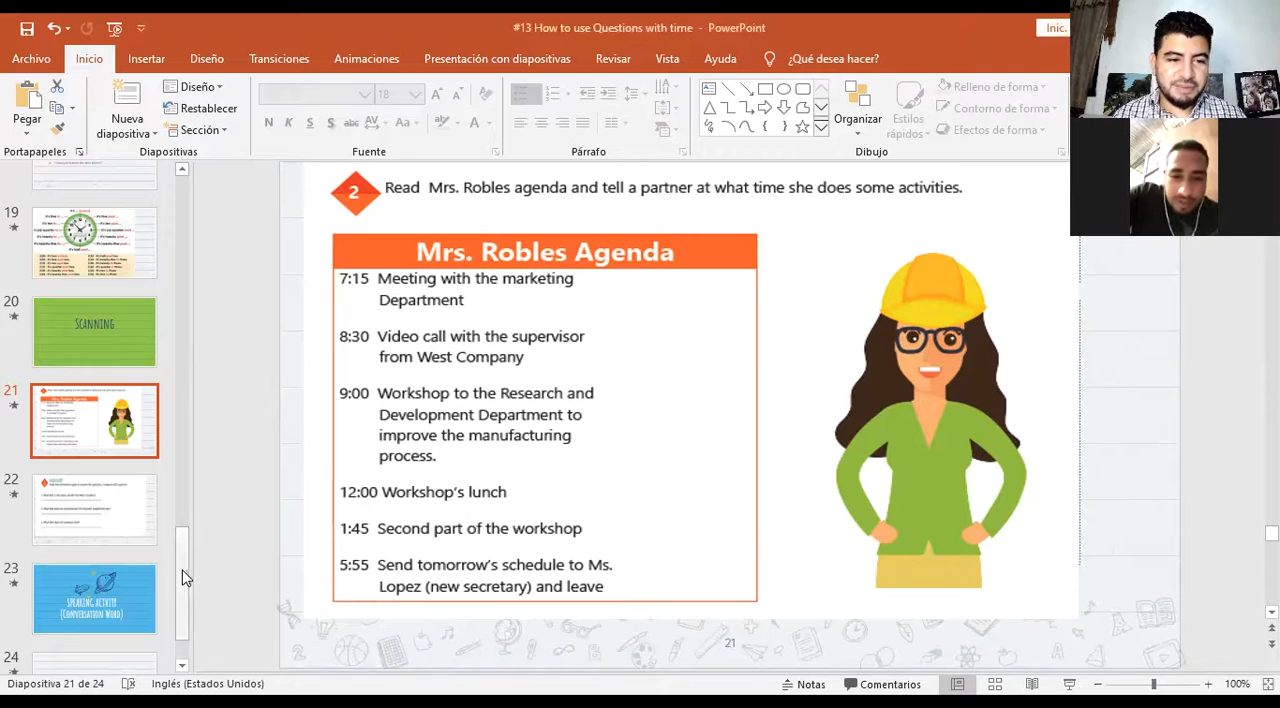 #13 How to use Questions with time - PowerPoint
Inic.
Archivo Inicio Insertar Diseño Transiciones Animaciones Presentación con diapositivas Revisar Vista Ayuda ¿Qué desea hacer?
Pegar
Nueva diapositiva
Diseño
Restablecer
Sección
18
N K S S abc AV Aa A
Organizar
Estilos rápidos
Relleno de forma
Contorno de forma
Efectos de forma
Portapapeles Diapositivas Fuente Párrafo Dibujo
19
20
SCANNING
21
22
23
SPEAKING ACTIVITY
(CONVERSATION WORD)
24
2 Read Mrs. Robles agenda and tell a partner at what time she does some activities.
Mrs. Robles Agenda
7:15 Meeting with the marketing
Department
8:30 Video call with the supervisor
from West Company
9:00 Workshop to the Research and
Development Department to
improve the manufacturing
process.
12:00 Workshop's lunch
1:45 Second part of the workshop
5:55 Send tomorrow's schedule to Ms.
Lopez (new secretary) and leave
21
Diapositiva 21 de 24 Inglés (Estados Unidos) Notas Comentarios 100%